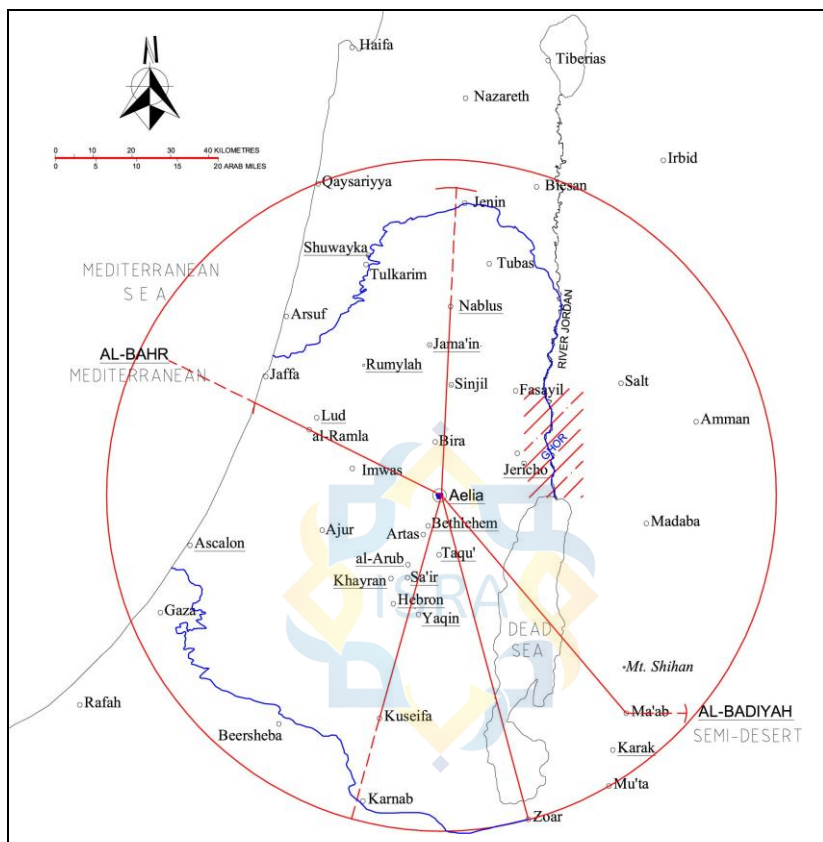 N
Haifa
Tiberias
Nazareth
0 10 20 30 40 KILOMETRES
0 5 10 15 20 ARAB MILES
Irbid
Qaysariyya
Biesan
Jenin
Shuwayka
Tulkarim
Tubas
MEDITERRANEAN
SEA
Nablus
Arsuf
RIVER JORDAN
Jama'in
AL-BAHR
MEDITERRANEAN
Rumylah
Jaffa
Sinjil
Fasayil
Salt
Lud
al-Ramla
Amman
Bira
GHOR
Imwas
Jericho
Aelia
Ajur
Artas
Bethlehem
Madaba
Ascalon
al-Arub
Taqu'
Khayran
Sa'ir
ISRA
Hebron
Gaza
Yaqin
DEAD
SEA
Mt. Shihan
Rafah
Ma'ab
AL-BADIYAH
SEMI-DESERT
Beersheba
Kuseifa
Karak
Karnab
Mu'ta
Zoar